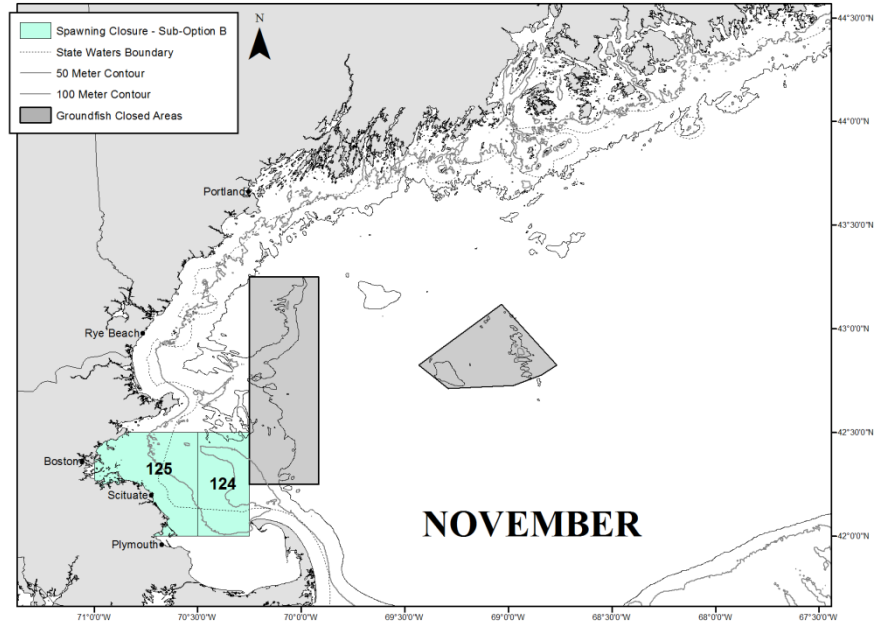 Spawning Closure - Sub-Option B
State Waters Boundary
50 Meter Contour
100 Meter Contour
Groundfish Closed Areas
N
44°30'0"N
44°0'0"N
Portland
43°30'0"N
Rye Beach
43°0'0"N
42°30'0"N
Boston
125
124
Scituate
NOVEMBER
42°0'0"N
Plymouth
71°0'0"W
70°30'0"W
70°0'0"W
69°30'0"W
69°0'0"W
68°30'0"W
68°0'0"W
67°30'0"W